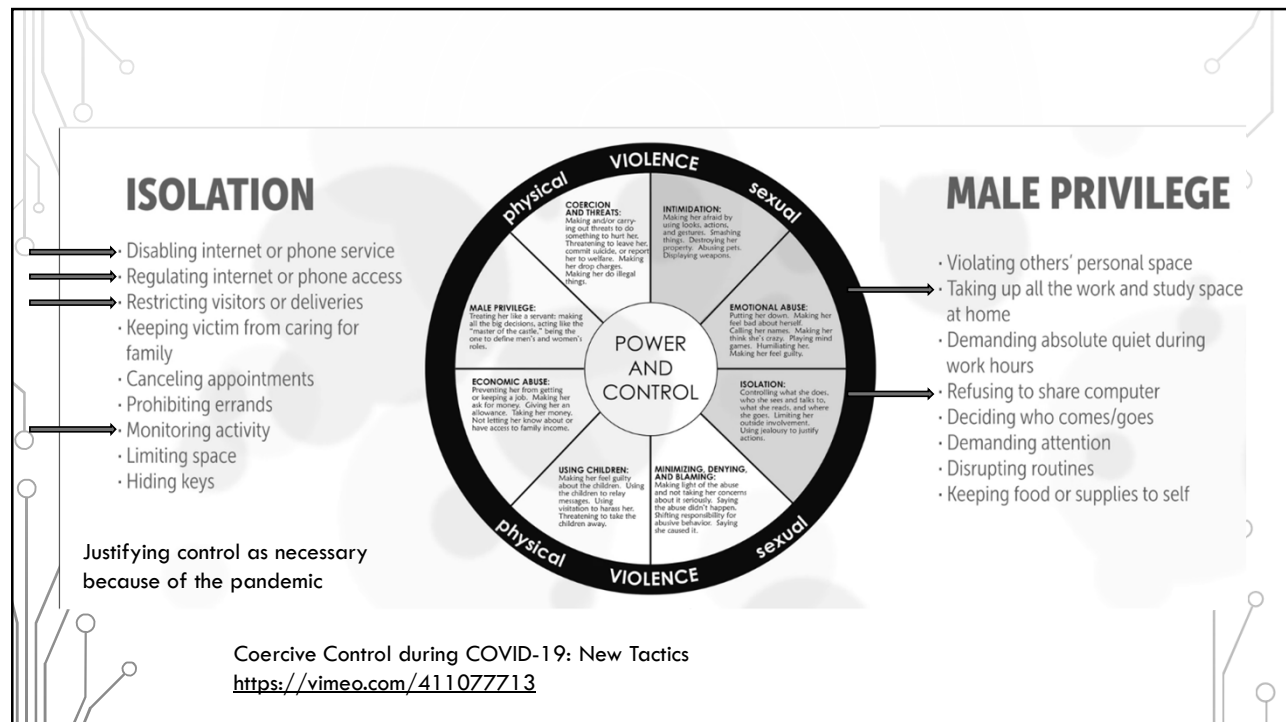 ISOLATION
· Disabling internet or phone service
· Regulating internet or phone access
· Restricting visitors or deliveries
· Keeping victim from caring for
family
· Canceling appointments
· Prohibiting errands
· Monitoring activity
· Limiting space
· Hiding keys
Justifying control as necessary
because of the pandemic
physical
VIOLENCE
sexual
COERCION
AND THREATS:
Making and/or carry-
ing out threats to do
something to hurt her.
Threatening to leave her,
commit suicide, or report
her to welfare. Making
her drop charges.
Making her do illegal
things.
INTIMIDATION:
Making her afraid by
using looks, actions,
and gestures. Smashing
things. Destroying her
property. Abusing pets.
Displaying weapons.
MALE PRIVILEGE:
Treating her like a servant: making
all the big decisions, acting like the
"master of the castle," being the
one to define men's and women's
roles.
EMOTIONAL ABUSE:
Putting her down. Making her
feel bad about herself.
Calling her names. Making her
think she's crazy. Playing mind
games. Humiliating her.
Making her feel guilty.
POWER
AND
CONTROL
ECONOMIC ABUSE:
Preventing her from getting
or keeping a job. Making her
ask for money. Giving her an
allowance. Taking her money.
Not letting her know about or
have access to family income.
ISOLATION:
Controlling what she does,
who she sees and talks to,
what she reads, and where
she goes. Limiting her
outside involvement.
Using jealousy to justify
actions.
USING CHILDREN:
Making her feel guilty
about the children. Using
the children to relay
messages. Using
visitation to harass her.
Threatening to take the
children away.
MINIMIZING, DENYING,
AND BLAMING:
Making light of the abuse
and not taking her concerns
about it seriously. Saying
the abuse didn't happen.
Shifting responsibility for
abusive behavior. Saying
she caused it.
physical
VIOLENCE
sexual
MALE PRIVILEGE
· Violating others' personal space
· Taking up all the work and study space
at home
· Demanding absolute quiet during
work hours
· Refusing to share computer
· Deciding who comes/goes
· Demanding attention
· Disrupting routines
· Keeping food or supplies to self
Coercive Control during COVID-19: New Tactics
https://vimeo.com/411077713